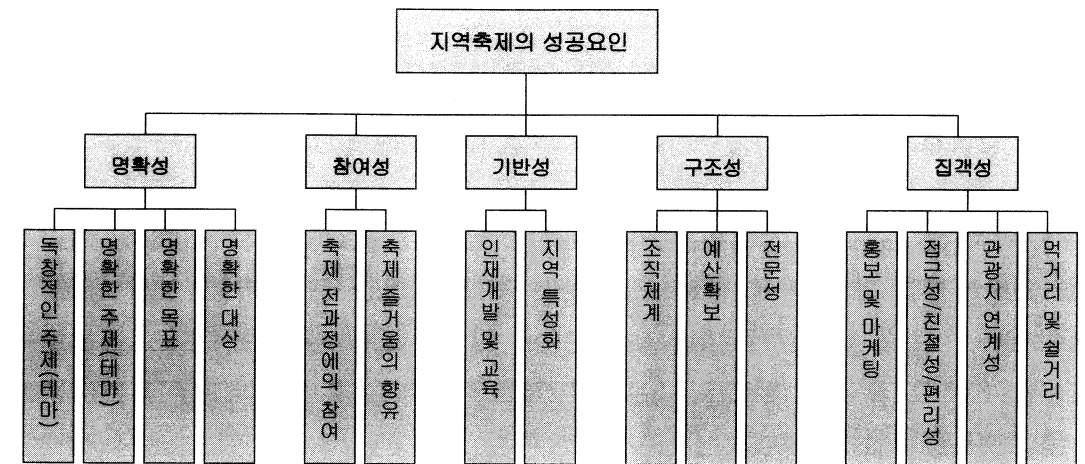 지역축제의 성공요인
명확성
참여성
기반성
구조성
집객성
독창적인 주제(테마)
명확한 주재(테마)
명확한 목표
명확한 대상
축제 전과정에의 참여
축제 즐거움의 향유
인재개발 및 교육
지역 특성화
조직체계
예산확보
전문성
홍보 및 마케팅
접근성/친절성/편리성
관광지 연계성
먹거리 및 쉴거리